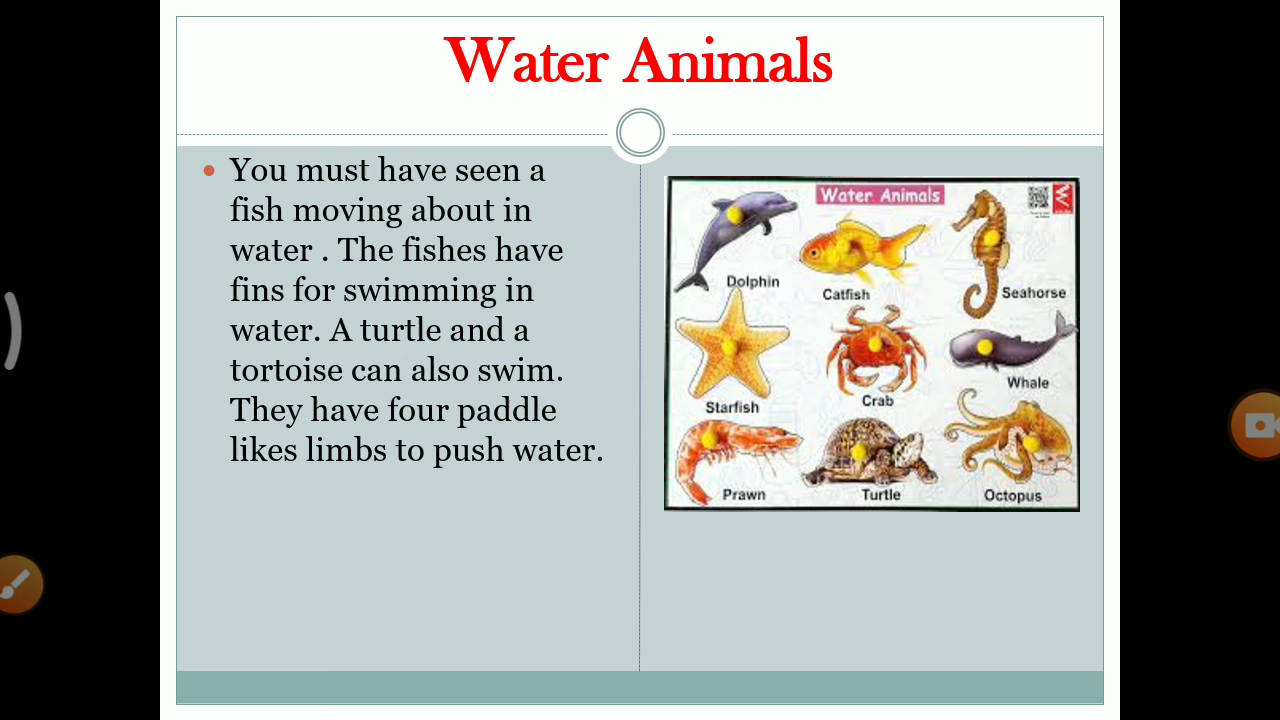 Water Animals
You must have seen a
fish moving about in
water . The fishes have
fins for swimming in
water. A turtle and a
tortoise can also swim.
They have four paddle
likes limbs to push water.
Water Animals
Dolphin
Catfish
Seahorse
Starfish
Crab
Whale
Prawn
Turtle
Octopus